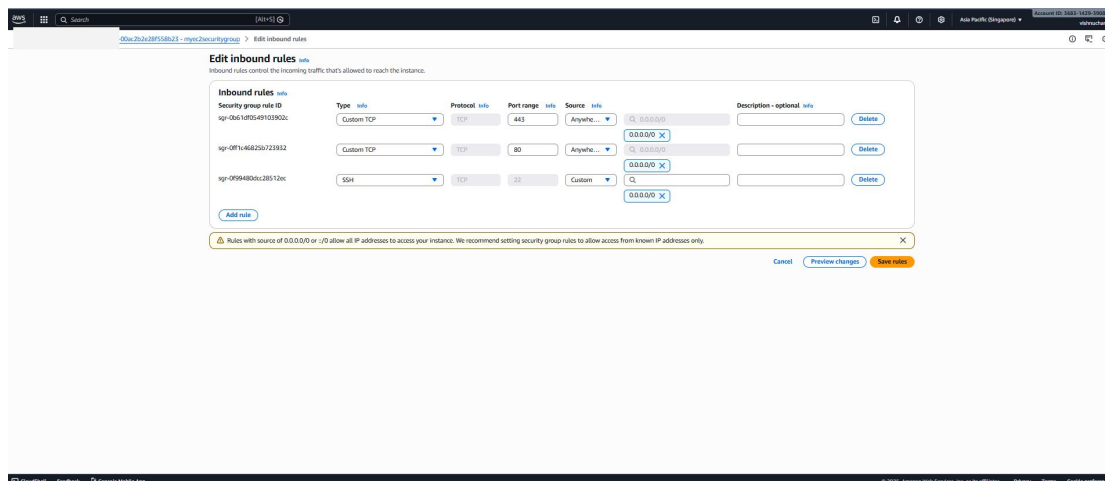 aws Search [Alt+S] Asia Pacific (Singapore) ▼ Account ID: 5683-1429-
vishmuchan
-00ac2b2e28f558b23 - myec2securitygroup > Edit inbound rules
Edit inbound rules Info
Inbound rules control the incoming traffic that's allowed to reach the instance.
Inbound rules Info
Security group rule ID Type Info Protocol Info Port range Info Source Info Description - optional Info
sgr-0b61df0549103902c Custom TCP TCP 443 Anywhe... 0.0.0.0/0 Delete
0.0.0.0/0
sgr-0ff1c46825b723932 Custom TCP TCP 80 Anywhe... 0.0.0.0/0 Delete
0.0.0.0/0
sgr-0f99480dcc28512ec SSH TCP 22 Custom Delete
0.0.0.0/0
Add rule
Rules with source of 0.0.0.0/0 or ::/0 allow all IP addresses to access your instance. We recommend setting security group rules to allow access from known IP addresses only.
Cancel Preview changes Save rules